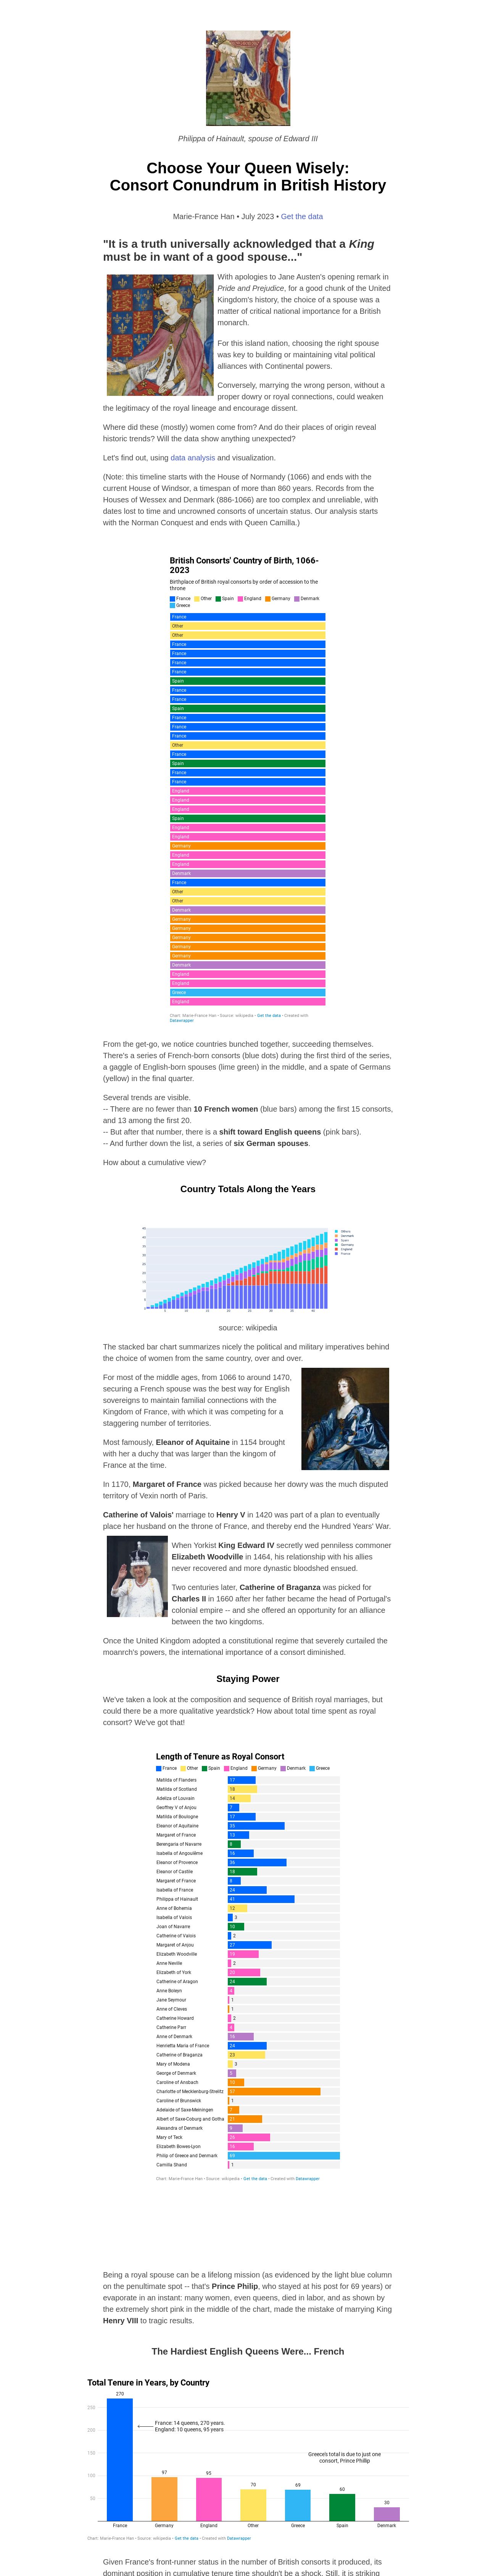 Philippa of Hainault, spouse of Edward III
Choose Your Queen Wisely:
Consort Conundrum in British History
Marie-France Han • July 2023 • Get the data
"It is a truth universally acknowledged that a King
must be in want of a good spouse..."
With apologies to Jane Austen's opening remark in
Pride and Prejudice, for a good chunk of the United
Kingdom's history, the choice of a spouse was a
matter of critical national importance for a British
monarch.
For this island nation, choosing the right spouse
was key to building or maintaining vital political
alliances with Continental powers.
Conversely, marrying the wrong person, without a
proper dowry or royal connections, could weaken
the legitimacy of the royal lineage and encourage dissent.
Where did these (mostly) women come from? And do their places of origin reveal
historic trends? Will the data show anything unexpected?
Let's find out, using data analysis and visualization.
(Note: this timeline starts with the House of Normandy (1066) and ends with the
current House of Windsor, a timespan of more than 860 years. Records from the
Houses of Wessex and Denmark (886-1066) are too complex and unreliable, with
dates lost to time and uncrowned consorts of uncertain status. Our analysis starts
with the Norman Conquest and ends with Queen Camilla.)
British Consorts' Country of Birth, 1066-
2023
Birthplace of British royal consorts by order of accession to the
throne
France Other Spain England Germany Denmark
Greece
France
Other
Other
France
France
France
France
Spain
France
France
Spain
France
France
France
Other
France
Spain
France
France
England
England
England
Spain
England
England
Germany
England
England
Denmark
France
Other
Other
Denmark
Germany
Germany
Germany
Germany
Germany
Denmark
England
England
Greece
England
Chart: Marie-France Han • Source: wikipedia • Get the data • Created with
Datawrapper
From the get-go, we notice countries bunched together, succeeding themselves.
There's a series of French-born consorts (blue dots) during the first third of the series,
a gaggle of English-born spouses (lime green) in the middle, and a spate of Germans
(yellow) in the final quarter.
Several trends are visible.
-- There are no fewer than 10 French women (blue bars) among the first 15 consorts,
and 13 among the first 20.
-- But after that number, there is a shift toward English queens (pink bars).
-- And further down the list, a series of six German spouses.
How about a cumulative view?
Country Totals Along the Years
source: wikipedia
The stacked bar chart summarizes nicely the political and military imperatives behind
the choice of women from the same country, over and over.
For most of the middle ages, from 1066 to around 1470,
securing a French spouse was the best way for English
sovereigns to maintain familial connections with the
Kingdom of France, with which it was competing for a
staggering number of territories.
Most famously, Eleanor of Aquitaine in 1154 brought
with her a duchy that was larger than the kingom of
France at the time.
In 1170, Margaret of France was picked because her dowry was the much disputed
territory of Vexin north of Paris.
Catherine of Valois' marriage to Henry V in 1420 was part of a plan to eventually
place her husband on the throne of France, and thereby end the Hundred Years' War.
When Yorkist King Edward IV secretly wed penniless commoner
Elizabeth Woodville in 1464, his relationship with his allies
never recovered and more dynastic bloodshed ensued.
Two centuries later, Catherine of Braganza was picked for
Charles II in 1660 after her father became the head of Portugal's
colonial empire -- and she offered an opportunity for an alliance
between the two kingdoms.
Once the United Kingdom adopted a constitutional regime that severely curtailed the
moanrch's powers, the international importance of a consort diminished.
Staying Power
We've taken a look at the composition and sequence of British royal marriages, but
could there be a more qualitative yeardstick? How about total time spent as royal
consort? We've got that!
Length of Tenure as Royal Consort
France Other Spain England Germany Denmark Greece
Matilda of Flanders 17
Matilda of Scotland 18
Adeliza of Louvain 14
Geoffrey V of Anjou 7
Matilda of Boulogne 17
Eleanor of Aquitaine 35
Margaret of France 13
Berengaria of Navarre 8
Isabella of Angoulême 16
Eleanor of Provence 36
Eleanor of Castile 18
Margaret of France 8
Isabella of France 24
Philippa of Hainault 41
Anne of Bohemia 12
Isabella of Valois 3
Joan of Navarre 10
Catherine of Valois 2
Margaret of Anjou 27
Elizabeth Woodville 19
Anne Neville 2
Elizabeth of York
Catherine of Aragon 24
Anne Boleyn
Jane Seymour 1
Anne of Cleves 1
Catherine Howard 2
Catherine Parr
Anne of Denmark 16
Henrietta Maria of France 24
Catherine of Braganza 23
Mary of Modena 3
George of Denmark
Caroline of Ansbach
Charlotte of Mecklenburg-Strelitz 57
Caroline of Brunswick 1
Adelaide of Saxe-Meiningen 7
Albert of Saxe-Coburg and Gotha 21
Alexandra of Denmark 9
Mary of Teck
Elizabeth Bowes-Lyon 16
Philip of Greece and Denmark 69
Camilla Shand 1
Chart: Marie-France Han • Source: wikipedia • Get the data • Created with Datawrapper
Being a royal spouse can be a lifelong mission (as evidenced by the light blue column
on the penultimate spot -- that's Prince Philip, who stayed at his post for 69 years) or
evaporate in an instant: many women, even queens, died in labor, and as shown by
the extremely short pink in the middle of the chart, made the mistake of marrying King
Henry VIII to tragic results.
The Hardiest English Queens Were... French
Total Tenure in Years, by Country
270
250
France: 14 queens, 270 years.
England: 10 queens, 95 years
200
150
Greece's total is due to just one
consort, Prince Phillip
100
97 95 70 69 60 30
50
France Germany England Other Greece Spain Denmark
Chart: Marie-France Han • Source: wikipedia • Get the data • Created with Datawrapper
Given France's front-runner status in the number of British consorts it produced, its
dominant position in cumulative tenure time shouldn't be a shock. Still, it is striking